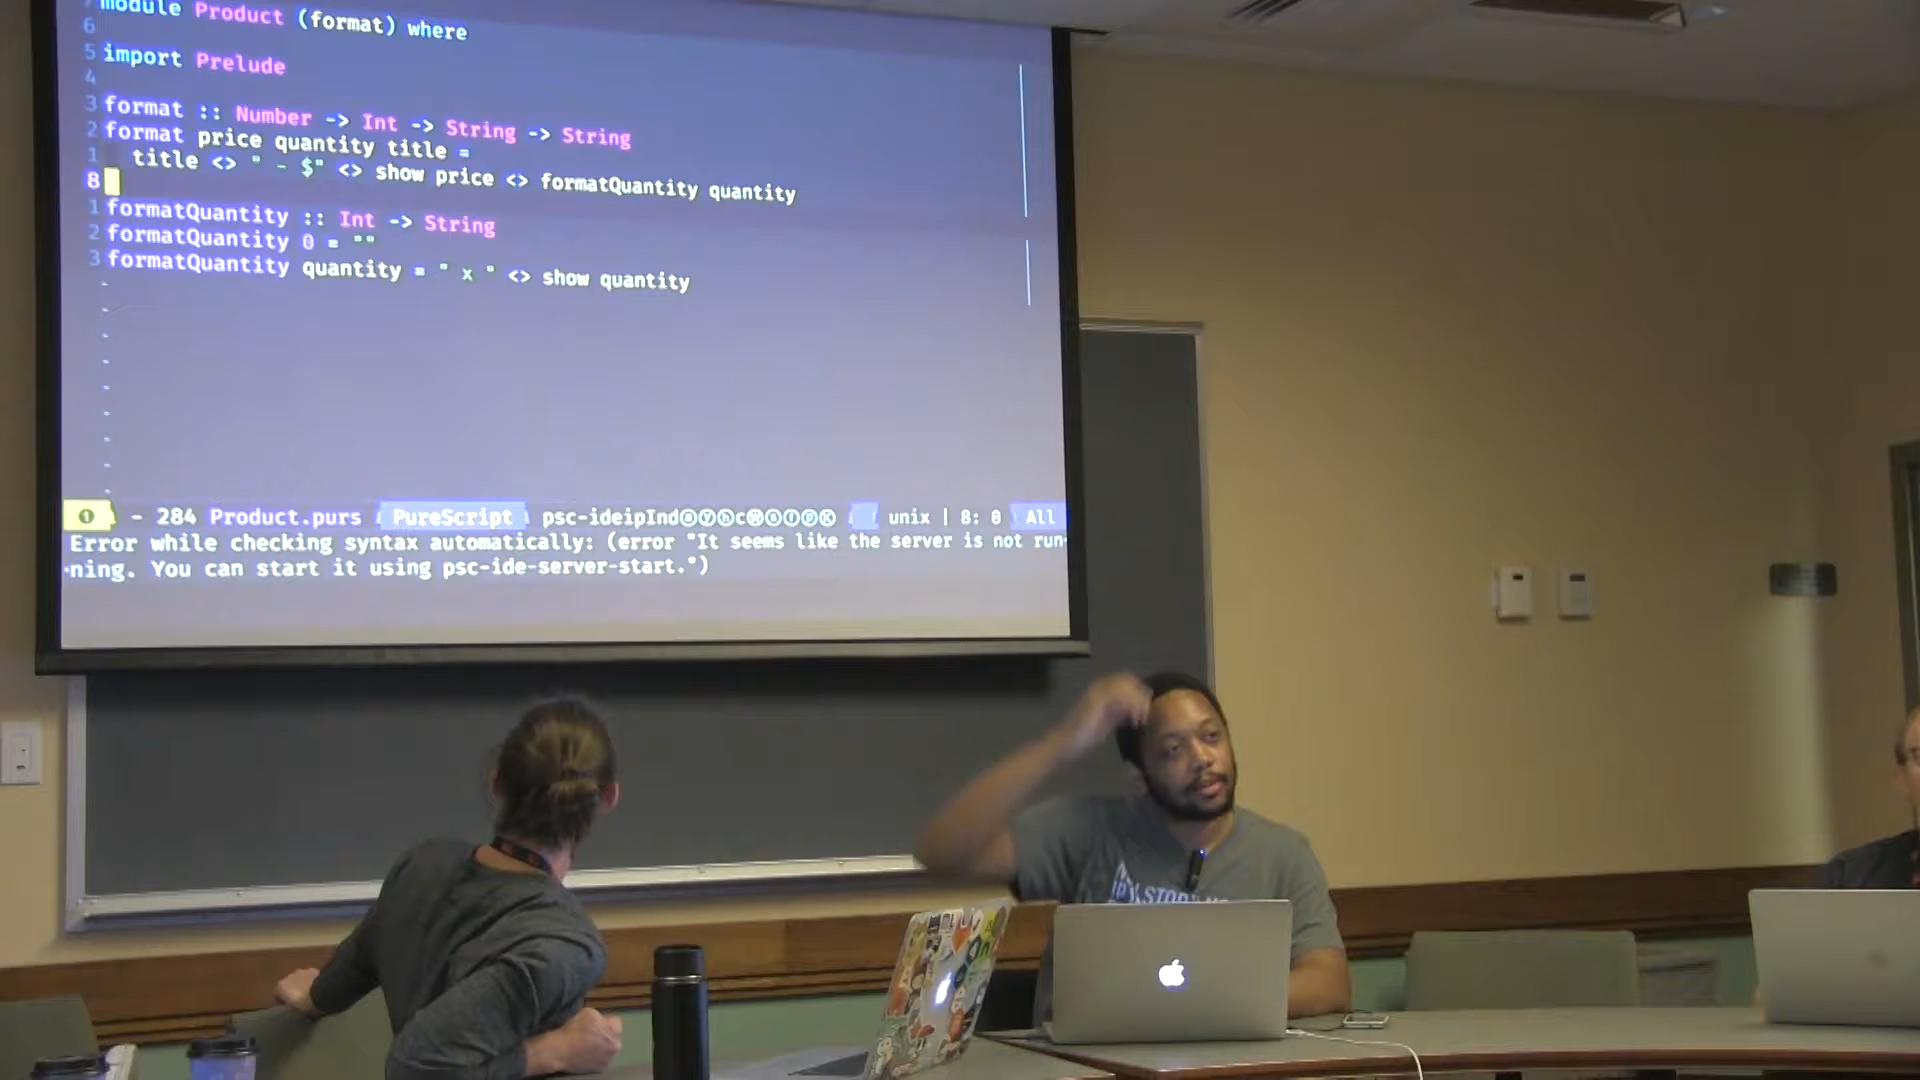 7 module Product (format) where
6
5 import Prelude
4
3 format :: Number -> Int -> String -> String
2 format price quantity title =
1 title <> " - $" <> show price <> formatQuantity quantity
8
1 formatQuantity :: Int -> String
2 formatQuantity 0 = ""
3 formatQuantity quantity = " x " <> show quantity
- 284 Product.purs PureScript psc-ideipInd unix | 8: 0 All
Error while checking syntax automatically: (error "It seems like the server is not run-
ning. You can start it using psc-ide-server-start.")